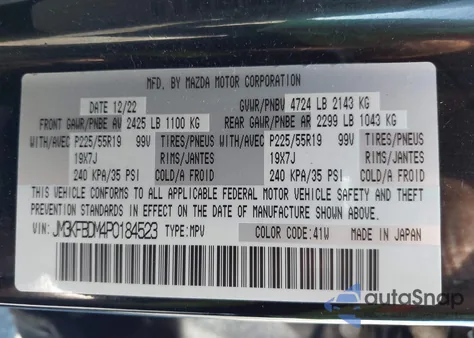 MFD. BY MAZDA MOTOR CORPORATION
DATE 12/22 GVWR/PNBV 4724 LB 2143 KG
FRONT GAWR/PNBE AV 2425 LB 1100 KG REAR GAWR/PNBE AR 2299 LB 1043 KG
WITH/AVEC P225/55R19 99V TIRES/PNEUS WITH/AVEC P225/55R19 99V TIRES/PNEUS
19X7J RIMS/JANTES 19X7J RIMS/JANTES
240 KPA/35 PSI COLD/A FROID 240 KPA/35 PSI COLD/A FROID
THIS VEHICLE CONFORMS TO ALL APPLICABLE FEDERAL MOTOR VEHICLE SAFETY AND THEFT
PREVENTION STANDARDS IN EFFECT ON THE DATE OF MANUFACTURE SHOWN ABOVE.
VIN: JM3KFBDM4P0184523 TYPE:MPV COLOR CODE:41W MADE IN JAPAN
autoSnap